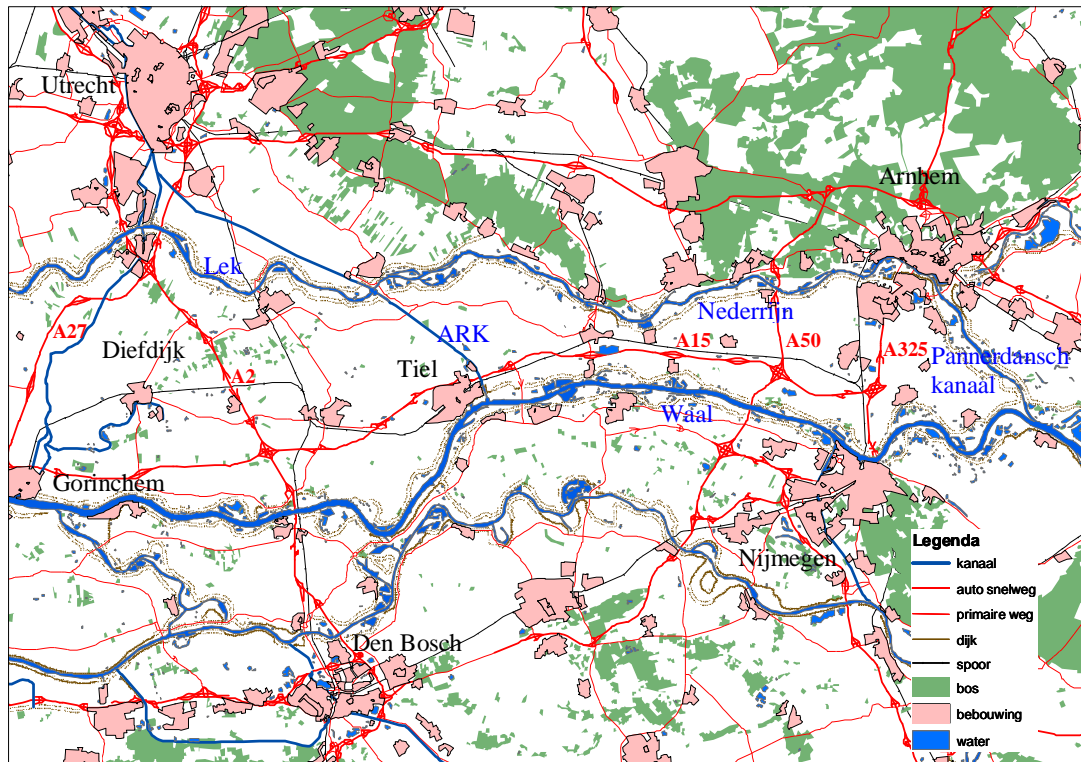 Utrecht
Arnhem
Lek
Nederrijn
A27
Diefdijk
A2
ARK
Tiel
A15
A50
A325
Pannerdansch
kanaal
Waal
Gorinchem
Nijmegen
Den Bosch
Legenda
kanaal
auto snelweg
primaire weg
dijk
spoor
bos
bebouwing
water